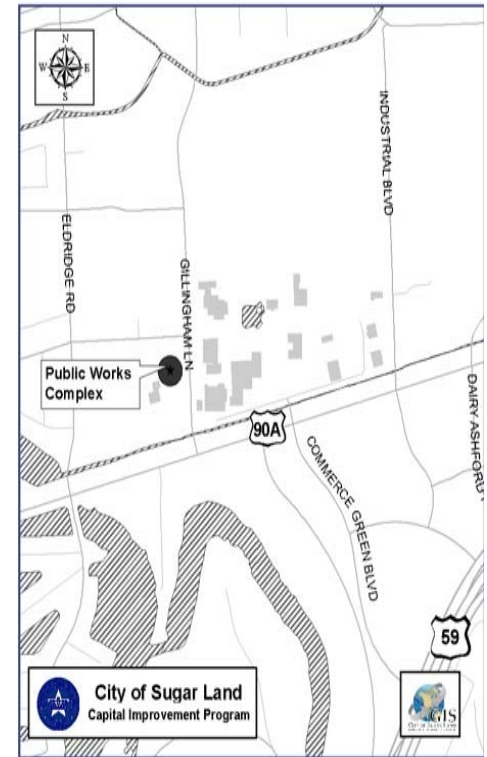 N
W E
S
INDUSTRIAL BLVD
ELDRIDGE RD
GILLINGHAM LN
Public Works
Complex
90A
DAIRY ASHFORD
COMMERCE GREEN BLVD
59
City of Sugar Land
Capital Improvement Program
GIS